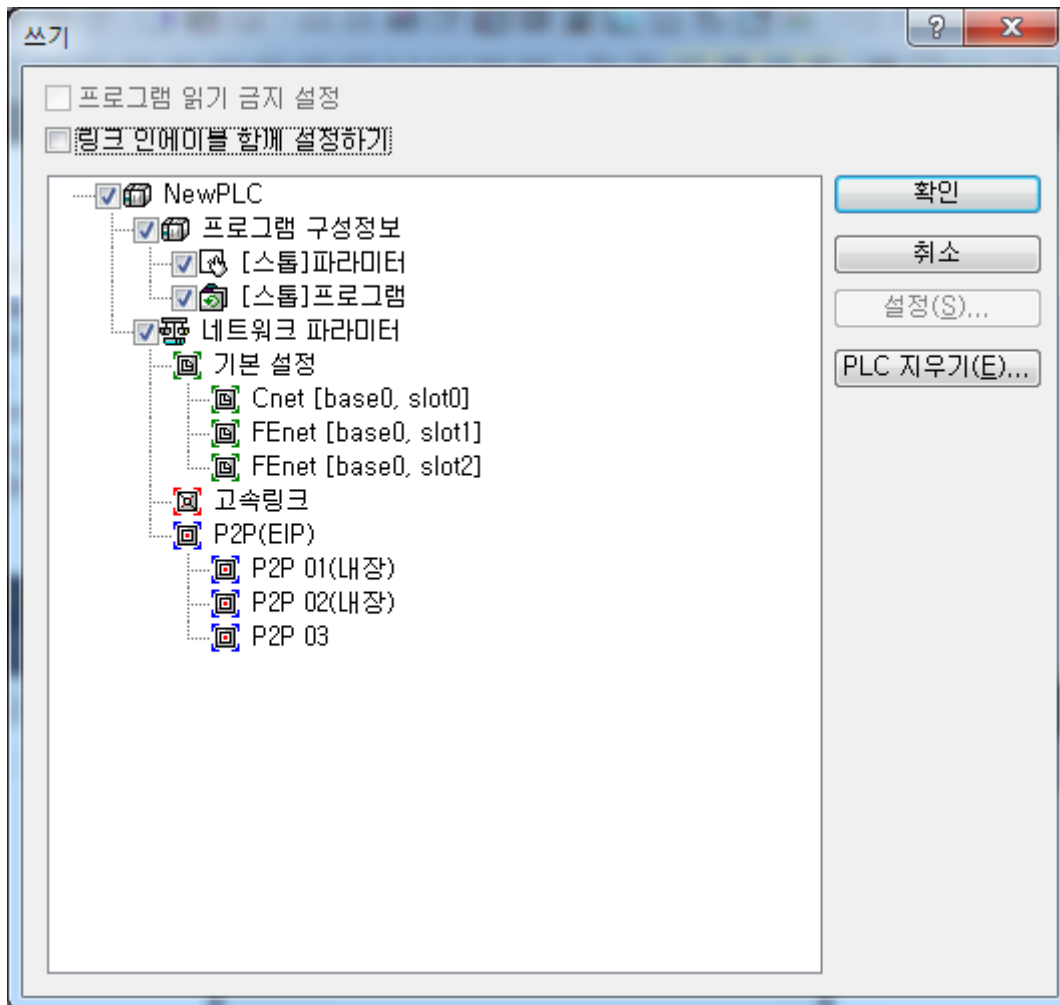 쓰기
프로그램 읽기 금지 설정
링크 인에이블 함께 설정하기
NewPLC
프로그램 구성정보
[스톱]파라미터
[스톱]프로그램
네트워크 파라미터
기본 설정
Cnet [base0, slot0]
FEnet [base0, slot1]
FEnet [base0, slot2]
고속링크
P2P(EIP)
P2P 01(내장)
P2P 02(내장)
P2P 03
확인
취소
설정(S)...
PLC 지우기(E)...